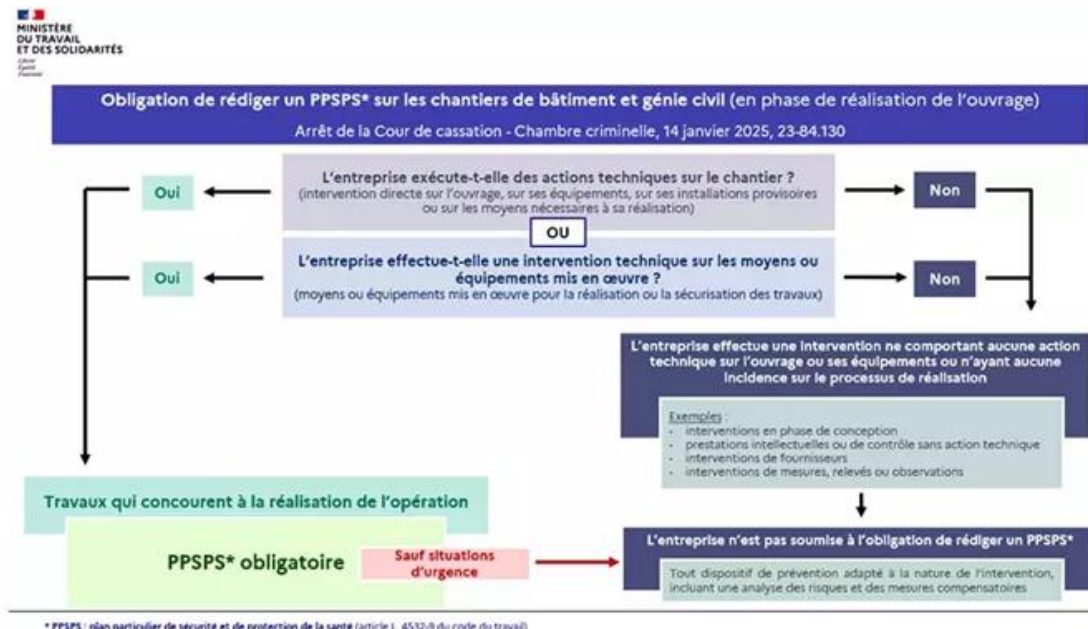 MINISTÈRE
DU TRAVAIL
ET DES SOLIDARITÉS
Liberté
Égalité
Fraternité
Obligation de rédiger un PPSPS* sur les chantiers de bâtiment et génie civil (en phase de réalisation de l'ouvrage)
Arrêt de la Cour de cassation - Chambre criminelle, 14 janvier 2025, 23-84.130
L'entreprise exécute-t-elle des actions techniques sur le chantier ?
(intervention directe sur l'ouvrage, sur ses équipements, sur ses installations provisoires
ou sur les moyens nécessaires à sa réalisation)
Oui
Non
OU
L'entreprise effectue-t-elle une intervention technique sur les moyens ou
équipements mis en œuvre ?
(moyens ou équipements mis en œuvre pour la réalisation ou la sécurisation des travaux)
Oui
Non
L'entreprise effectue une intervention ne comportant aucune action
technique sur l'ouvrage ou ses équipements ou n'ayant aucune
incidence sur le processus de réalisation
Exemples :
- interventions en phase de conception
- prestations intellectuelles ou de contrôle sans action technique
- interventions de fournisseurs
- interventions de mesures, relevés ou observations
Travaux qui concourent à la réalisation de l'opération
PPSPS* obligatoire
Sauf situations
d'urgence
L'entreprise n'est pas soumise à l'obligation de rédiger un PPSPS*
Tout dispositif de prévention adapté à la nature de l'intervention,
incluant une analyse des risques et des mesures compensatoires
* PPSPS : plan particulier de sécurité et de protection de la santé (article L. 4532-9 du code du travail)